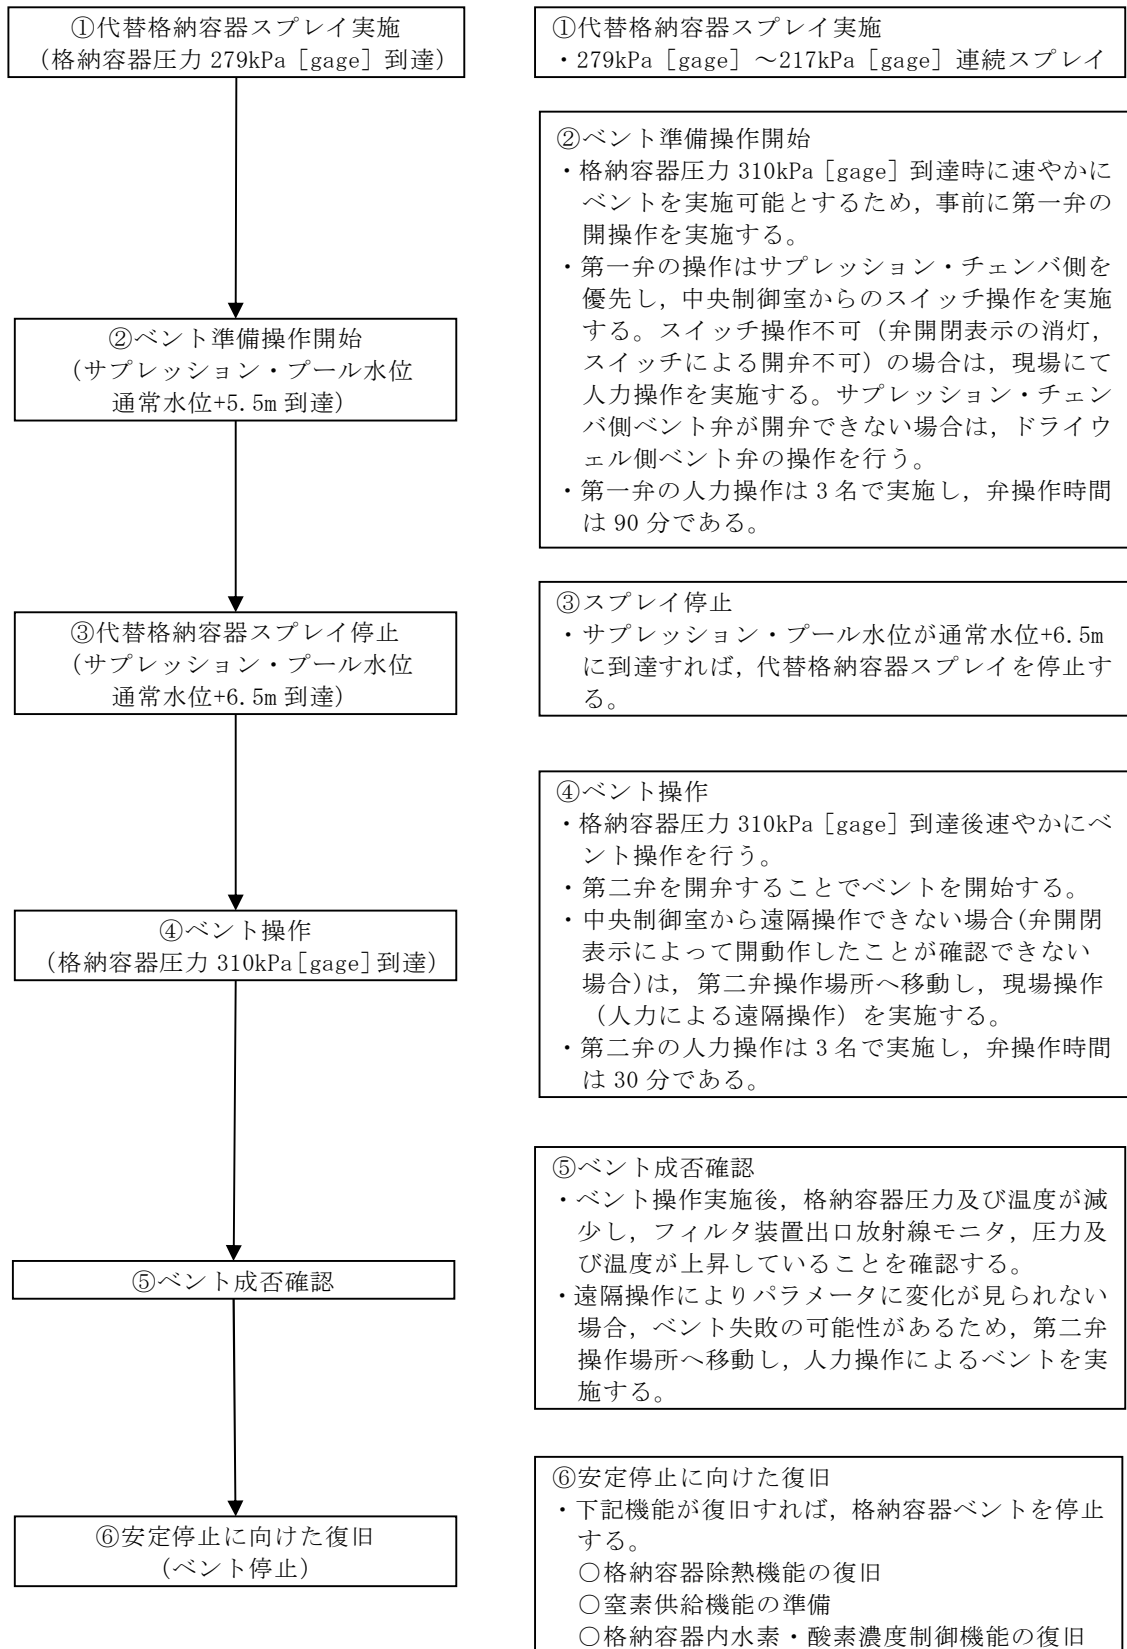 ①代替格納容器スプレイ実施
(格納容器圧力 279kPa［gage］到達)
②ベント準備操作開始
(サプレッション・プール水位
通常水位+5.5m 到達)
③代替格納容器スプレイ停止
(サプレッション・プール水位
通常水位+6.5m 到達)
④ベント操作
(格納容器圧力 310kPa［gage］到達)
⑤ベント成否確認
⑥安定停止に向けた復旧
(ベント停止)
①代替格納容器スプレイ実施
・279kPa［gage］～217kPa［gage］連続スプレイ
②ベント準備操作開始
・格納容器圧力 310kPa［gage］到達時に速やかに
ベントを実施可能とするため，事前に第一弁の
開操作を実施する。
・第一弁の操作はサプレッション・チェンバ側を
優先し，中央制御室からのスイッチ操作を実施
する。スイッチ操作不可（弁開閉表示の消灯，
スイッチによる開弁不可）の場合は，現場にて
人力操作を実施する。サプレッション・チェン
バ側ベント弁が開弁できない場合は，ドライウ
ェル側ベント弁の操作を行う。
・第一弁の人力操作は 3 名で実施し，弁操作時間
は 90 分である。
③スプレイ停止
・サプレッション・プール水位が通常水位+6.5m
に到達すれば，代替格納容器スプレイを停止す
る。
④ベント操作
・格納容器圧力 310kPa［gage］到達後速やかにベ
ント操作を行う。
・第二弁を開弁することでベントを開始する。
・中央制御室から遠隔操作できない場合(弁開閉
表示によって開動作したことが確認できない
場合)は，第二弁操作場所へ移動し，現場操作
（人力による遠隔操作）を実施する。
・第二弁の人力操作は 3 名で実施し，弁操作時間
は 30 分である。
⑤ベント成否確認
・ベント操作実施後，格納容器圧力及び温度が減
少し，フィルタ装置出口放射線モニタ，圧力及
び温度が上昇していることを確認する。
・遠隔操作によりパラメータに変化が見られない
場合，ベント失敗の可能性があるため，第二弁
操作場所へ移動し，人力操作によるベントを実
施する。
⑥安定停止に向けた復旧
・下記機能が復旧すれば，格納容器ベントを停止
する。
○格納容器除熱機能の復旧
○窒素供給機能の準備
○格納容器内水素・酸素濃度制御機能の復旧